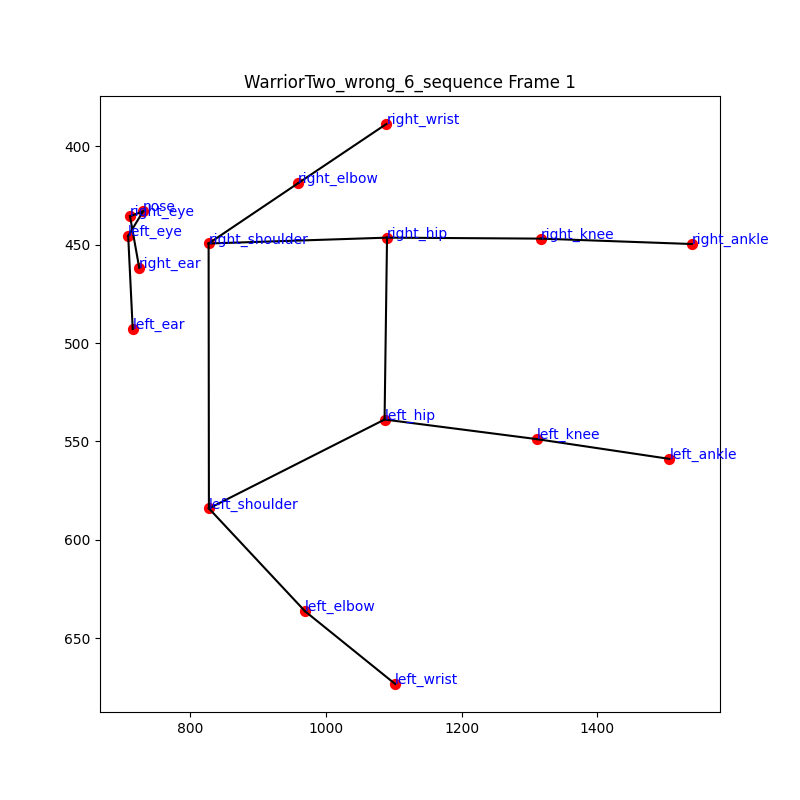 WarriorTwo_wrong_6_sequence Frame 1
400
450
500
550
600
650
right_wrist
right_elbow
nose
right_eye
left_eye
right_shoulder
right_hip
right_knee
right_ankle
right_ear
left_ear
left_hip
left_knee
left_ankle
left_shoulder
left_elbow
left_wrist
800
1000
1200
1400